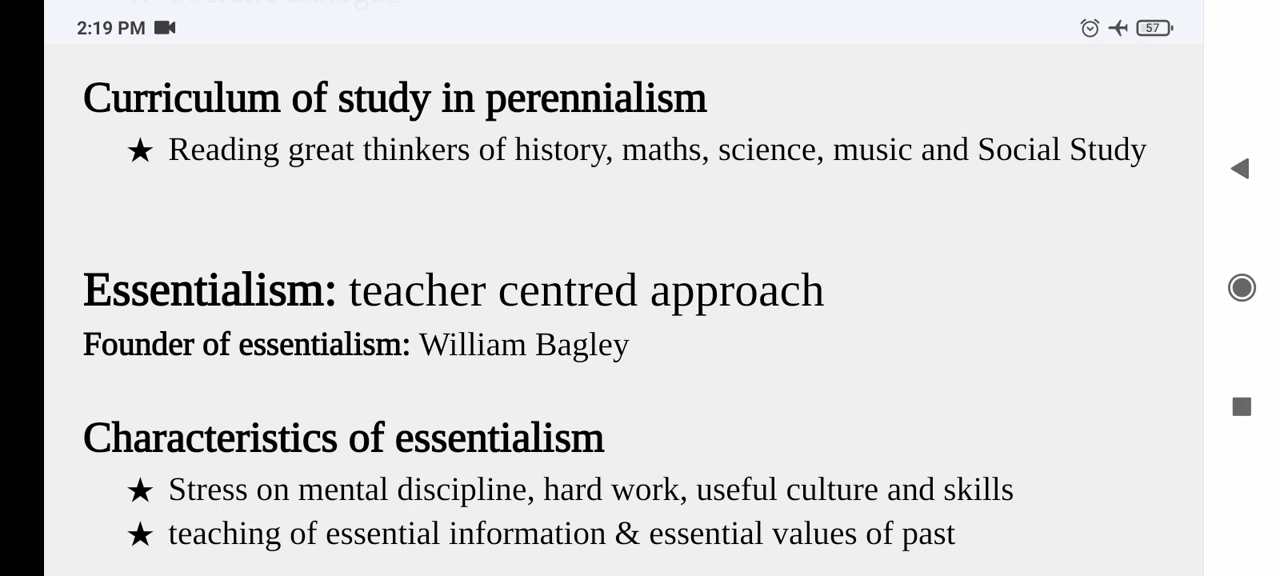 2:19 PM
57
Curriculum of study in perennialism
★ Reading great thinkers of history, maths, science, music and Social Study
Essentialism: teacher centred approach
Founder of essentialism: William Bagley
Characteristics of essentialism
★ Stress on mental discipline, hard work, useful culture and skills
★ teaching of essential information & essential values of past